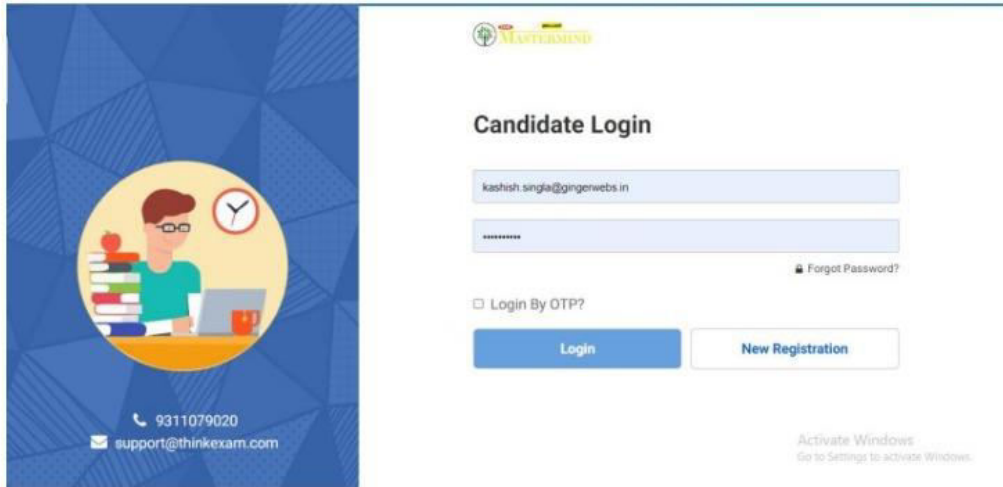 MASTERMIND
Candidate Login
kashish.singla@gingerwebs.in
••••••••••
Forgot Password?
Login By OTP?
Login
New Registration
9311079020
support@thinkexam.com
Activate Windows
Go to Settings to activate Windows.